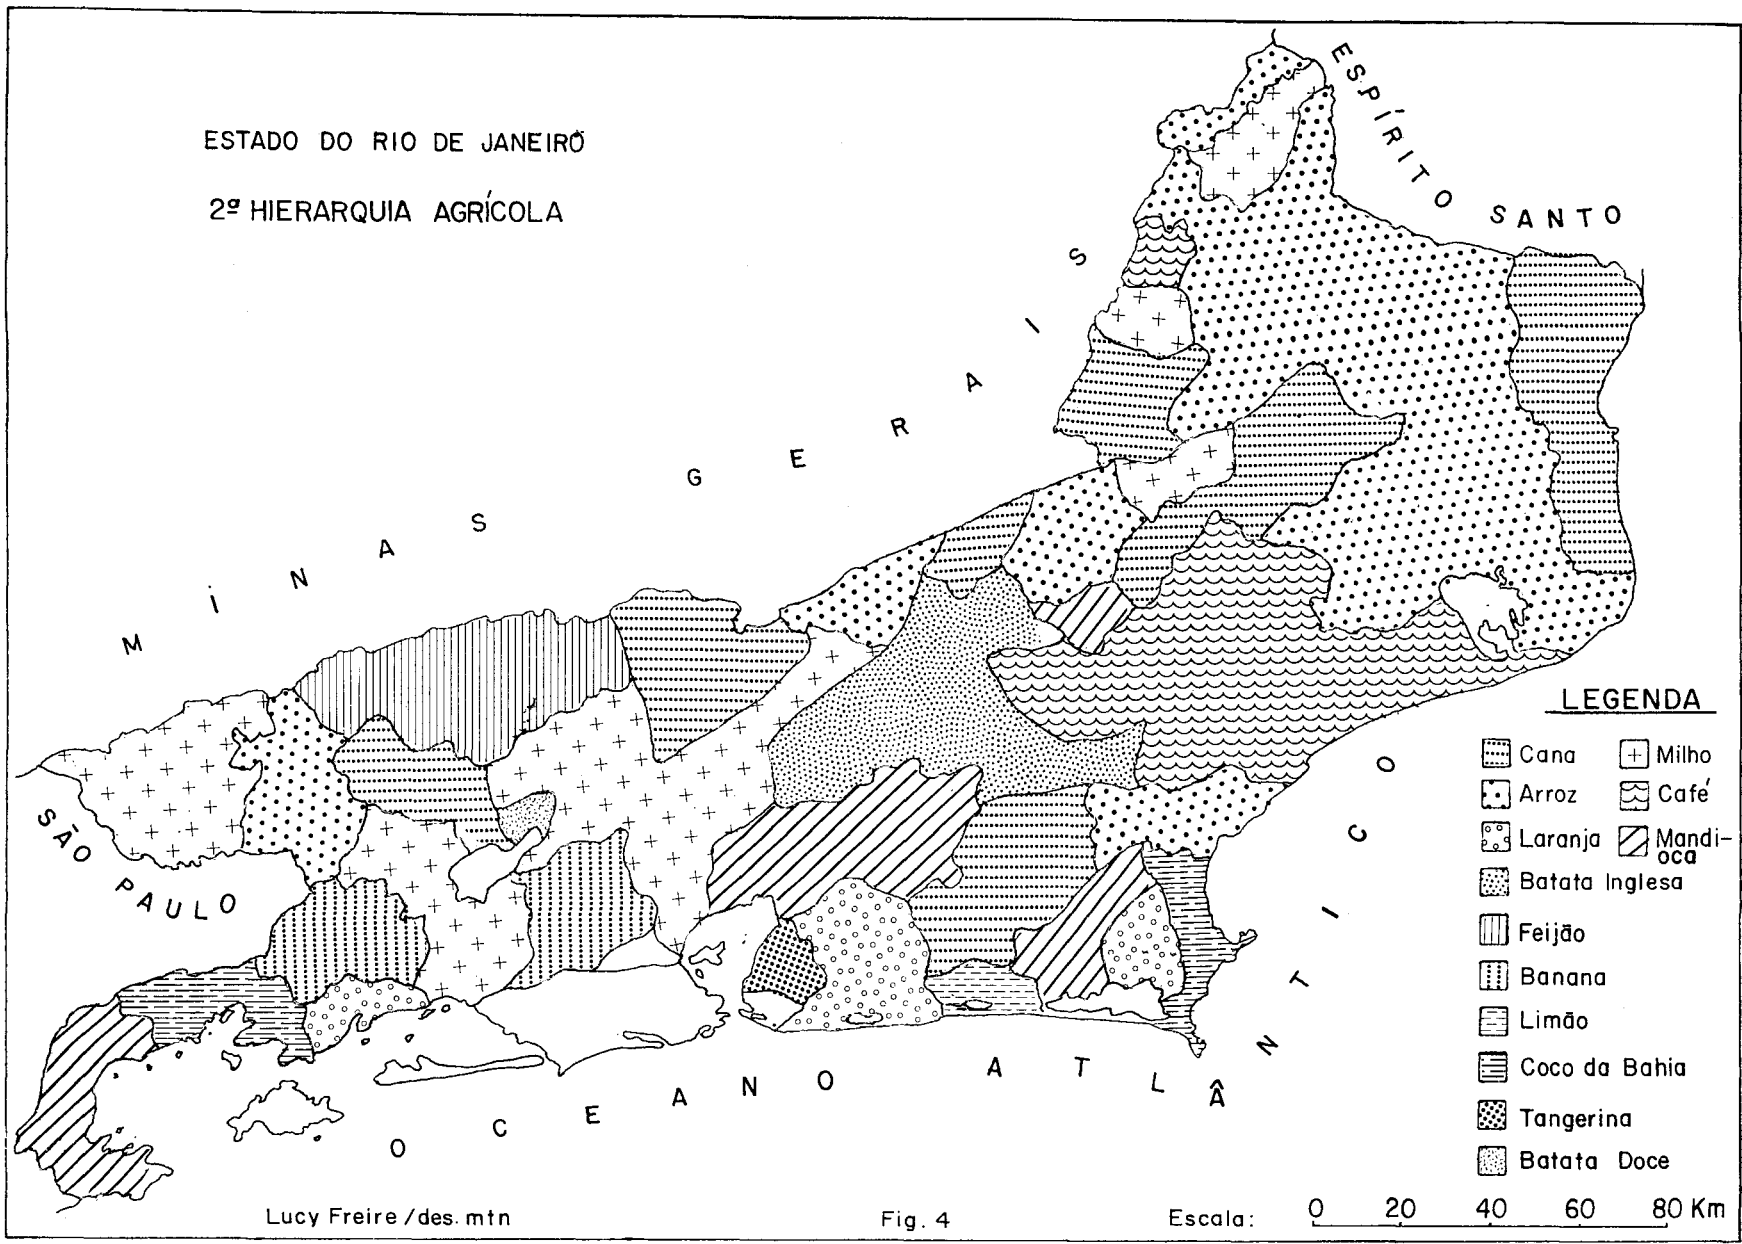 ESTADO DO RIO DE JANEIRO
2ª HIERARQUIA AGRÍCOLA
ESPÍRITO SANTO
MINAS GERAIS
SÃO PAULO
OCEANO ATLÂNTICO
LEGENDA
Cana
Milho
Arroz
Café
Laranja
Mandi-
oca
Batata Inglesa
Feijão
Banana
Limão
Coco da Bahia
Tangerina
Batata Doce
Lucy Freire/des. mtn
Fig. 4
Escala: 0 20 40 60 80 Km